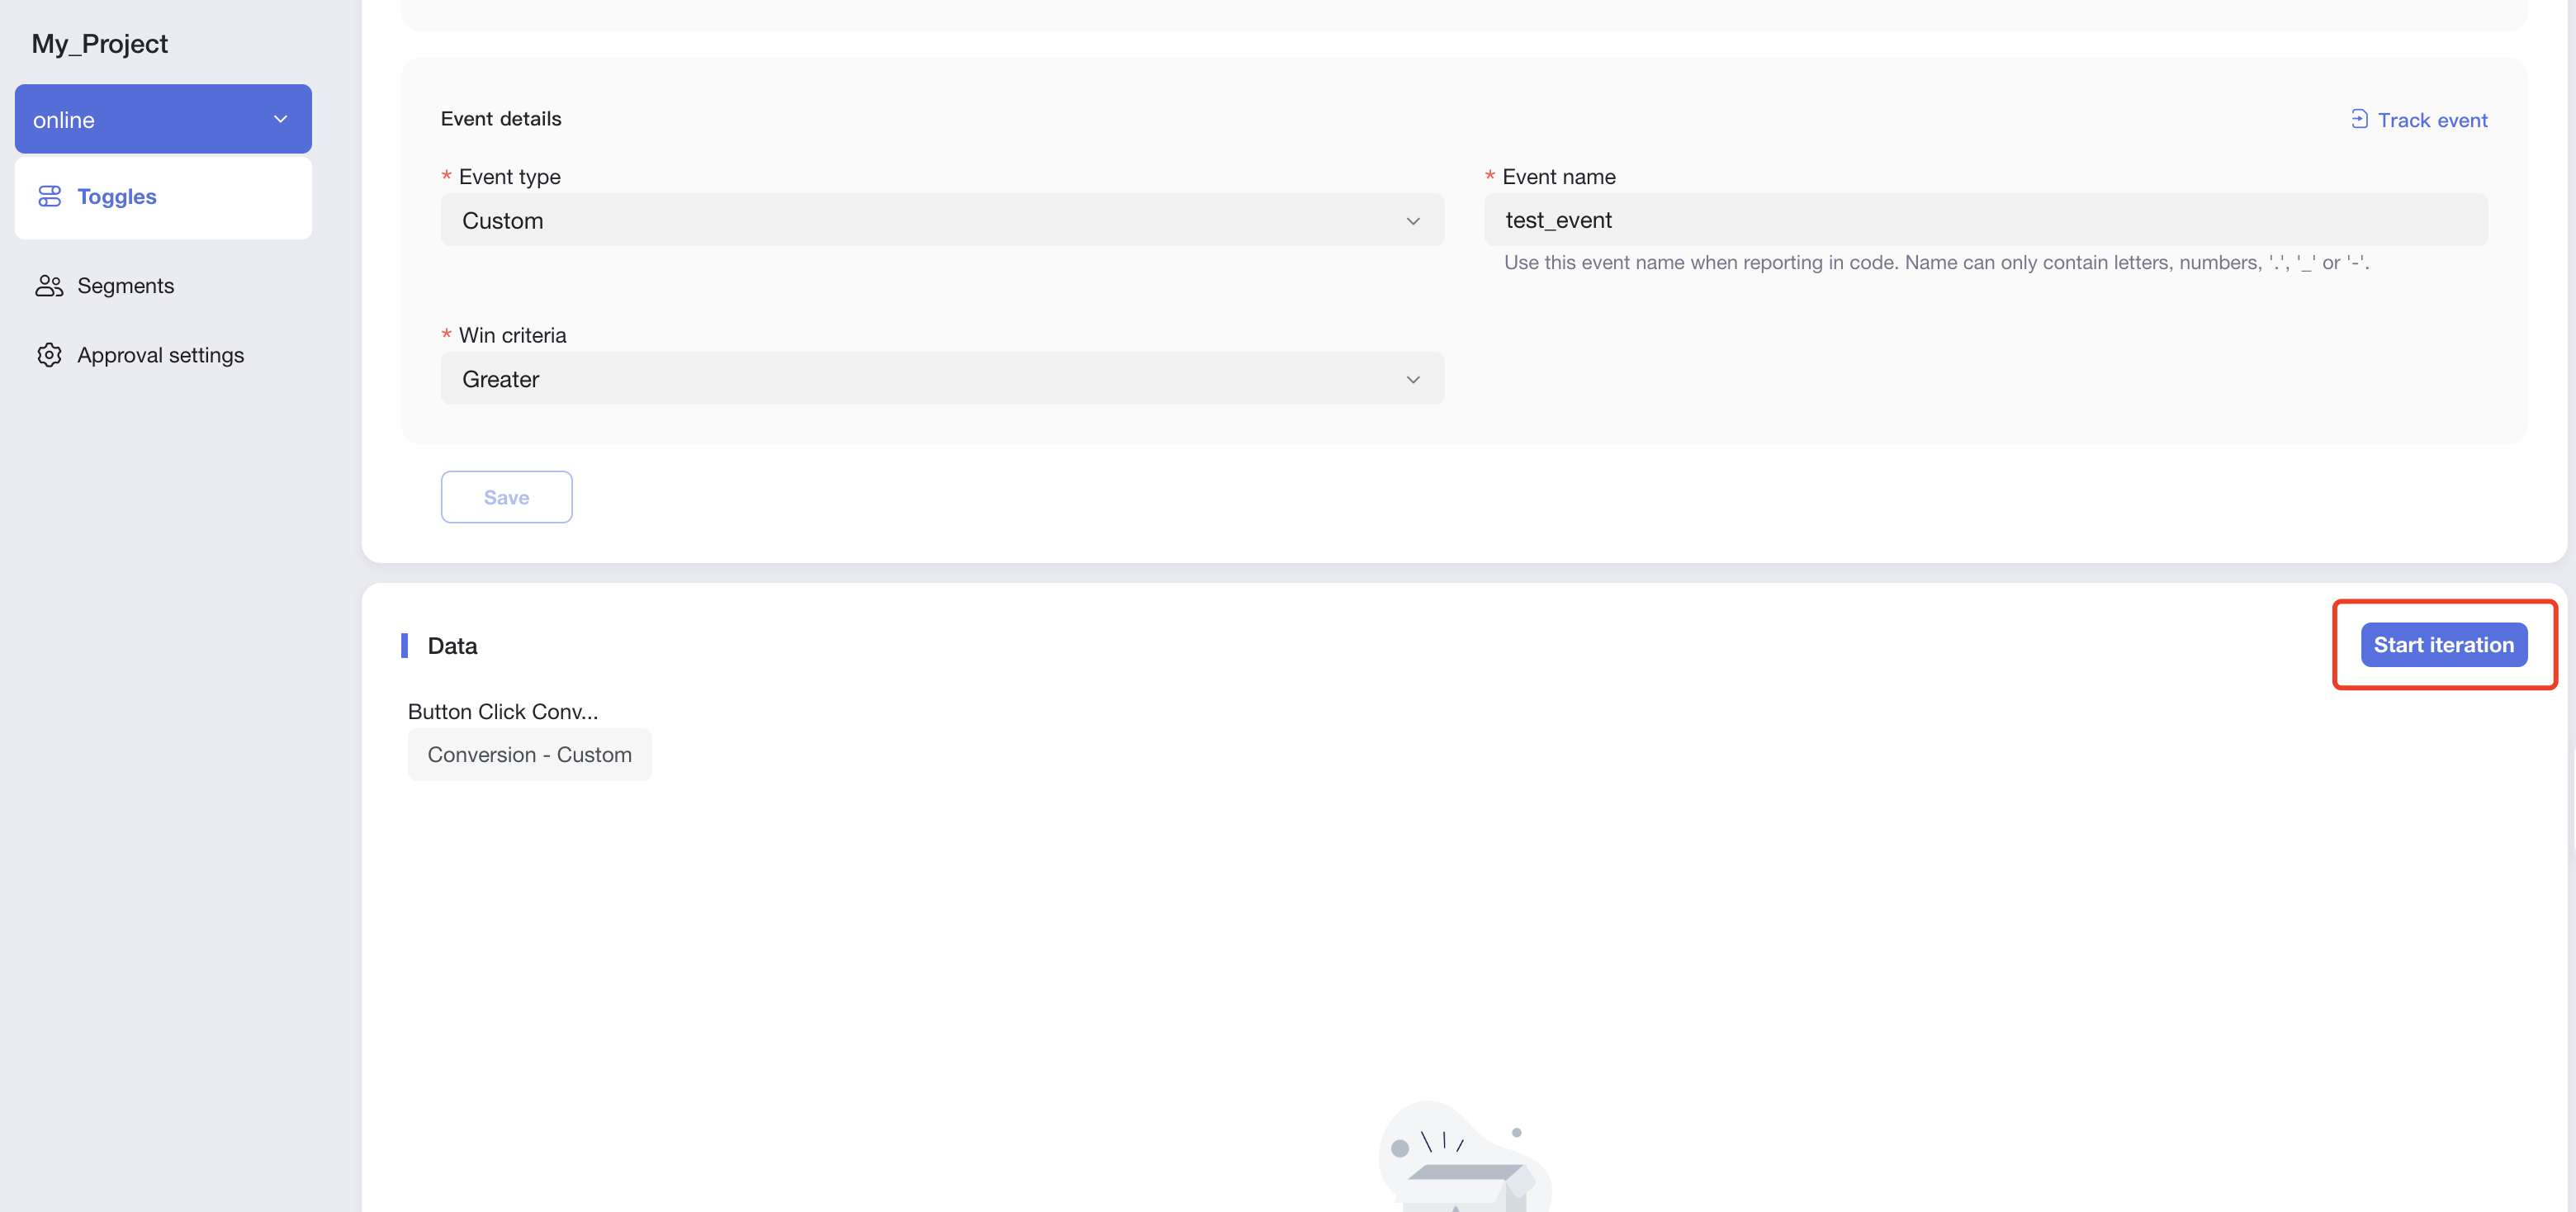 My_Project
online
Toggles
Segments
Approval settings
Event details
Track event
* Event type
* Event name
Custom
test_event
Use this event name when reporting in code. Name can only contain letters, numbers, '.', '_' or '-'.
* Win criteria
Greater
Save
Data
Start iteration
Button Click Conv...
Conversion - Custom